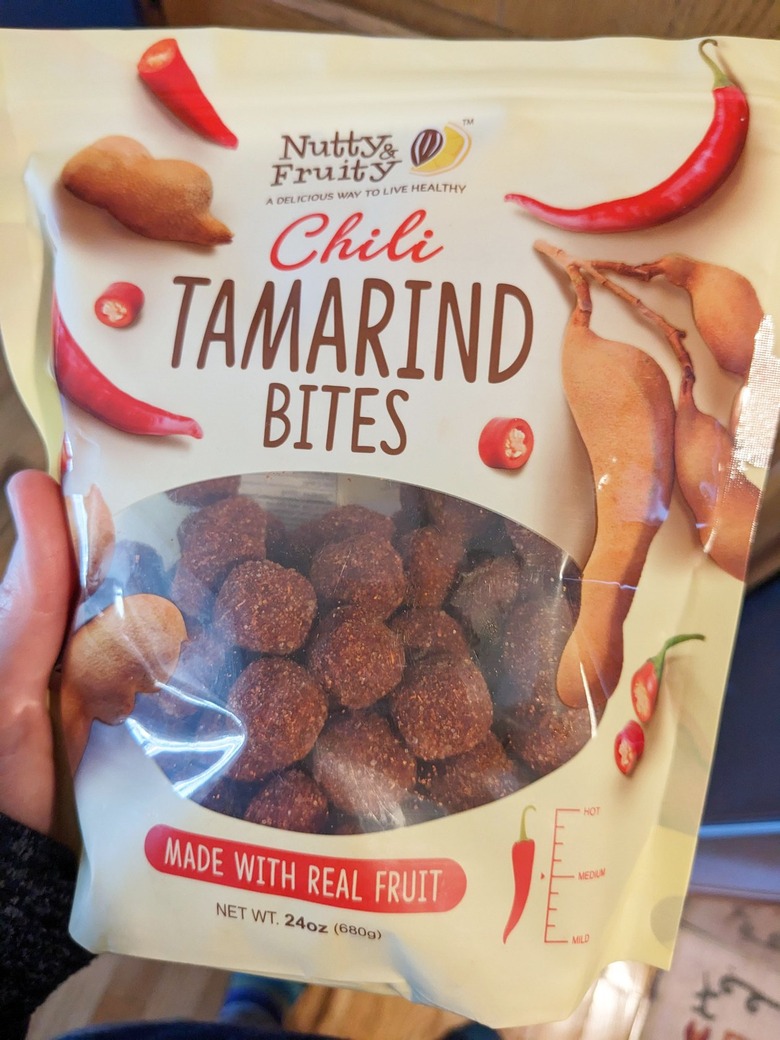 Nutty &
Fruity
TM
A DELICIOUS WAY TO LIVE HEALTHY
Chili
TAMARIND
BITES
MADE WITH REAL FRUIT
NET WT. 24oz (680g)
HOT
MEDIUM
MILD